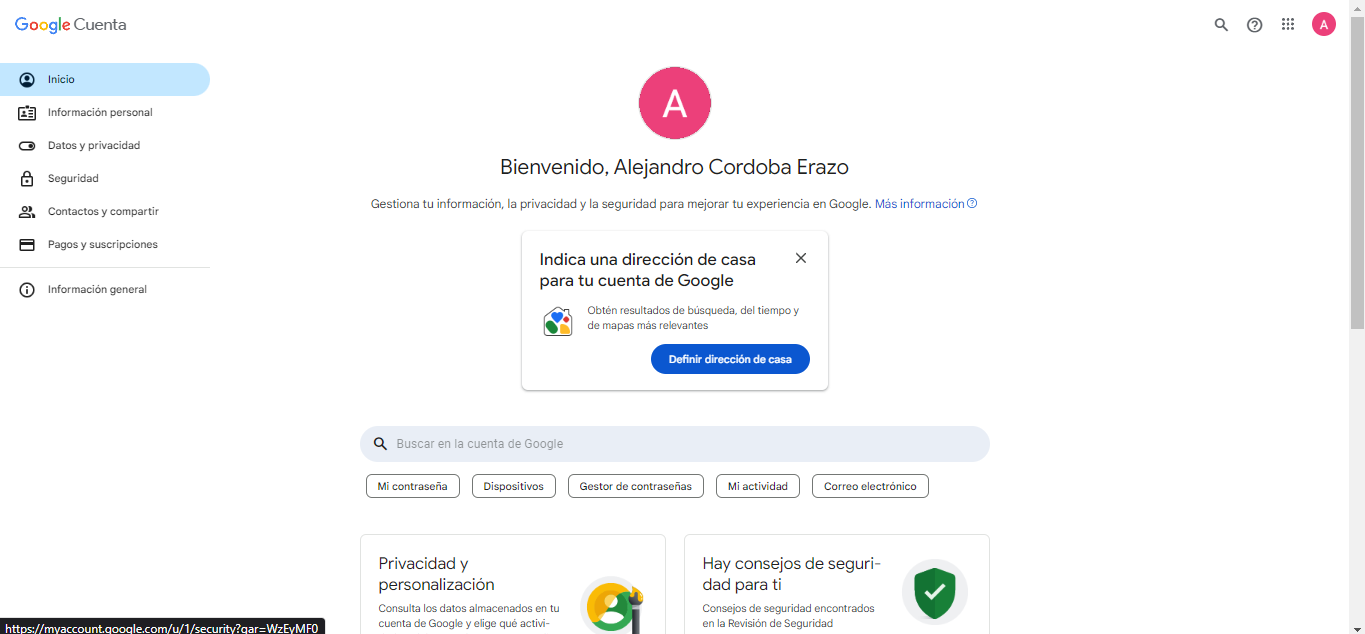 Google Cuenta
A
Inicio
Información personal
Datos y privacidad
Seguridad
Contactos y compartir
Pagos y suscripciones
Información general
A
Bienvenido, Alejandro Cordoba Erazo
Gestiona tu información, la privacidad y la seguridad para mejorar tu experiencia en Google. Más información
Indica una dirección de casa
para tu cuenta de Google
Obtén resultados de búsqueda, del tiempo y
de mapas más relevantes
Definir dirección de casa
Buscar en la cuenta de Google
Mi contraseña
Dispositivos
Gestor de contraseñas
Mi actividad
Correo electrónico
Privacidad y
personalización
Consulta los datos almacenados en tu
cuenta de Google y elige qué activi-
Hay consejos de seguri-
dad para ti
Consejos de seguridad encontrados
en la Revisión de Seguridad
https://myaccount.google.com/u/1/security?gar=WzEyMF0